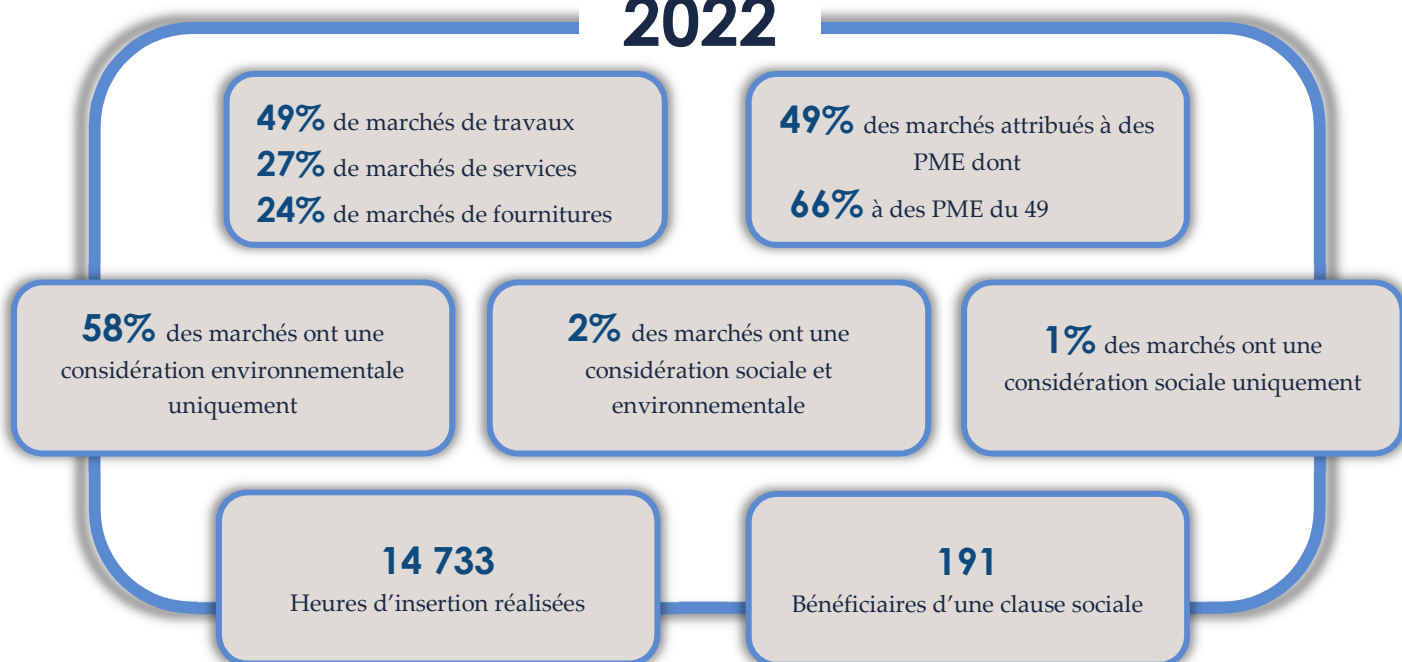 2022
49% de marchés de travaux
27% de marchés de services
24% de marchés de fournitures
49% des marchés attribués à des
PME dont
66% à des PME du 49
58% des marchés ont une
considération environnementale
uniquement
2% des marchés ont une
considération sociale et
environnementale
1% des marchés ont une
considération sociale uniquement
14 733
Heures d’insertion réalisées
191
Bénéficiaires d’une clause sociale